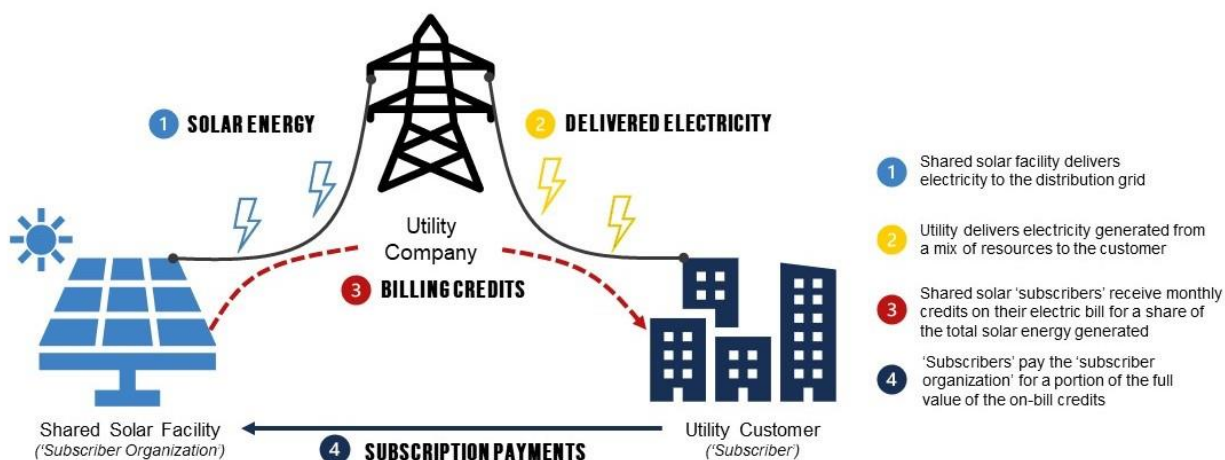 1 SOLAR ENERGY
2 DELIVERED ELECTRICITY
Utility
Company
3 BILLING CREDITS
Shared Solar Facility
('Subscriber Organization')
4 SUBSCRIPTION PAYMENTS
Utility Customer
('Subscriber')
1 Shared solar facility delivers
electricity to the distribution grid
2 Utility delivers electricity generated from
a mix of resources to the customer
3 Shared solar ‘subscribers’ receive monthly
credits on their electric bill for a share of
the total solar energy generated
4 ‘Subscribers’ pay the ‘subscriber
organization’ for a portion of the full
value of the on-bill credits